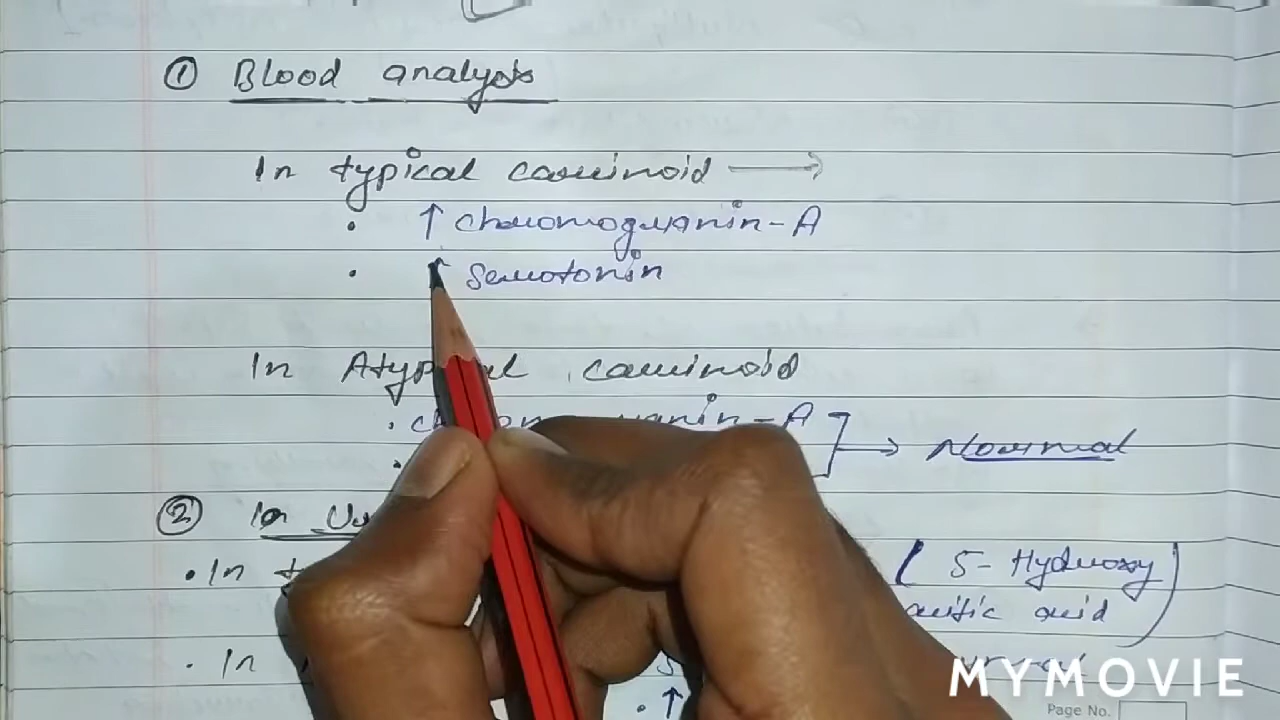 ① Blood analysis
In typical carcinoid →
• ↑ chromogranin-A
• ↑ Serotonin
In Atypical carcinoid
• granin-A
→ Normal
② In
• In
( 5-Hydroxy
acetic acid )
• In
• ↑
MYMOVIE
Page No.